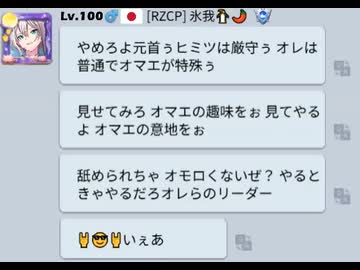 Lv.100♂🇯🇵 [RZCP] 氷我🐧🌶️
やめろよ元首ぅヒミツは厳守ぅ オレは
普通でオマエが特殊ぅ
見せてみろ オマエの趣味をぉ 見てやる
よ オマエの意地をぉ
舐められちゃ オモロくないぜ? やると
きゃやるだろオレらのリーダー
🤘😎🤘いぇあ